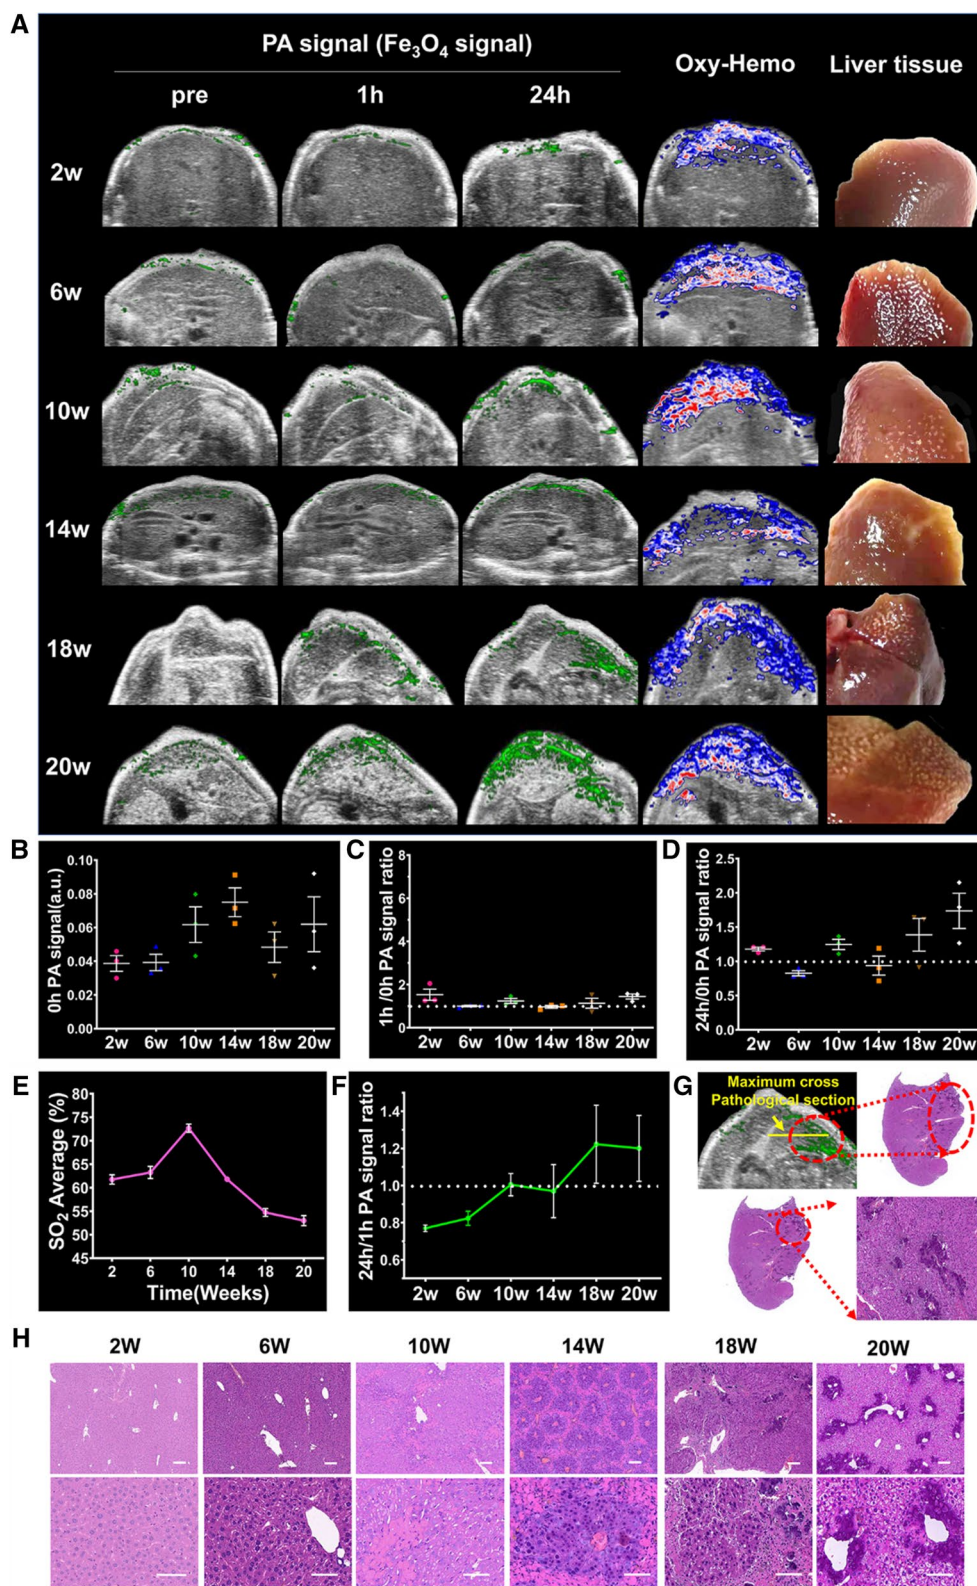 A
PA signal (Fe₃O₄ signal)
Oxy-Hemo Liver tissue
pre 1h 24h
2w
6w
10w
14w
18w
20w
B
0h PA signal(a.u.)
0.10
0.08
0.06
0.04
0.02
0.00
2w 6w 10w 14w 18w 20w
C
1h /0h PA signal ratio
8
6
4
2
0
2w 6w 10w 14w 18w 20w
D
24h/0h PA signal ratio
2.5
2.0
1.5
1.0
0.5
0.0
2w 6w 10w 14w 18w 20w
E
SO₂ Average (%)
80
75
70
65
60
55
50
45
2 6 10 14 18 20
Time(Weeks)
F
24h/1h PA signal ratio
1.4
1.2
1.0
0.8
0.6
2w 6w 10w 14w 18w 20w
G
Maximum cross
Pathological section
H
2W 6W 10W 14W 18W 20W